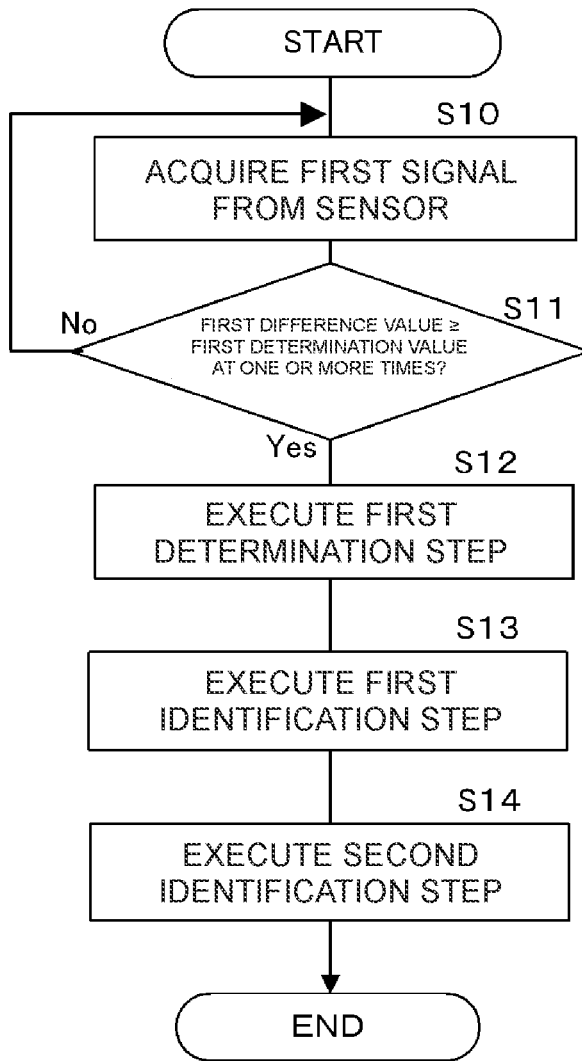 START
S10
ACQUIRE FIRST SIGNAL
FROM SENSOR
S11
No
FIRST DIFFERENCE VALUE ≥
FIRST DETERMINATION VALUE
AT ONE OR MORE TIMES?
Yes
S12
EXECUTE FIRST
DETERMINATION STEP
S13
EXECUTE FIRST
IDENTIFICATION STEP
S14
EXECUTE SECOND
IDENTIFICATION STEP
END